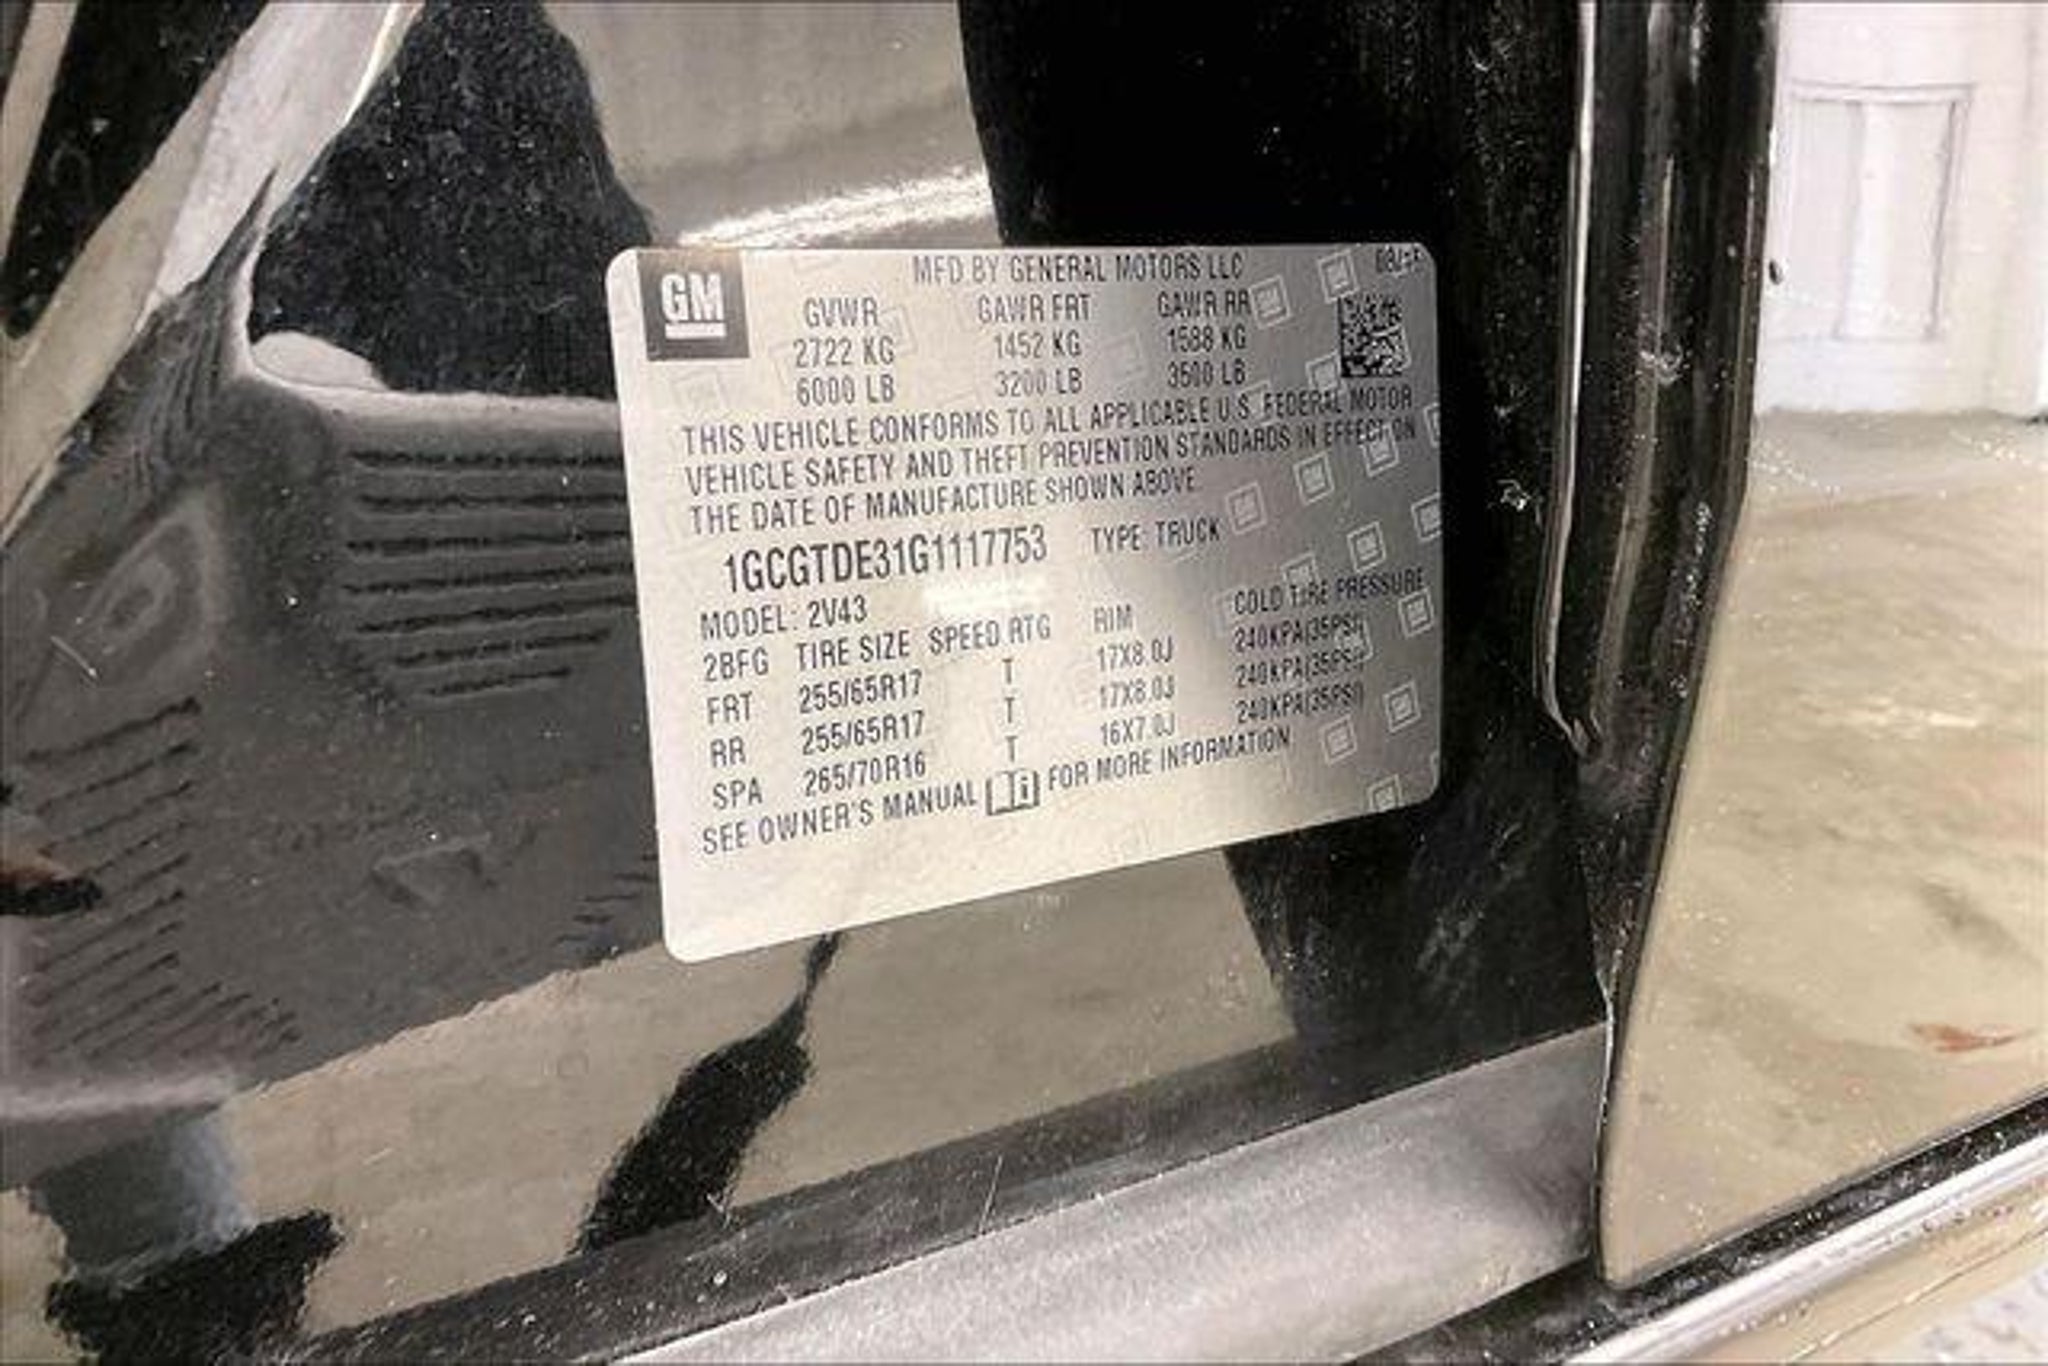 GM
MFD BY GENERAL MOTORS LLC
GVWR GAWR FRT GAWR RR
2722 KG 1452 KG 1588 KG
6000 LB 3200 LB 3500 LB
THIS VEHICLE CONFORMS TO ALL APPLICABLE U.S. FEDERAL MOTOR
VEHICLE SAFETY AND THEFT PREVENTION STANDARDS IN EFFECT ON
THE DATE OF MANUFACTURE SHOWN ABOVE.
1GCGTDE31G1117753 TYPE: TRUCK
MODEL: 2V43
2BFG TIRE SIZE SPEED RTG RIM COLD TIRE PRESSURE
FRT 255/65R17 T 17X8.0J 240KPA(35PSI)
RR 255/65R17 T 17X8.0J 240KPA(35PSI)
SPA 265/70R16 T 16X7.0J 240KPA(35PSI)
SEE OWNER'S MANUAL FOR MORE INFORMATION